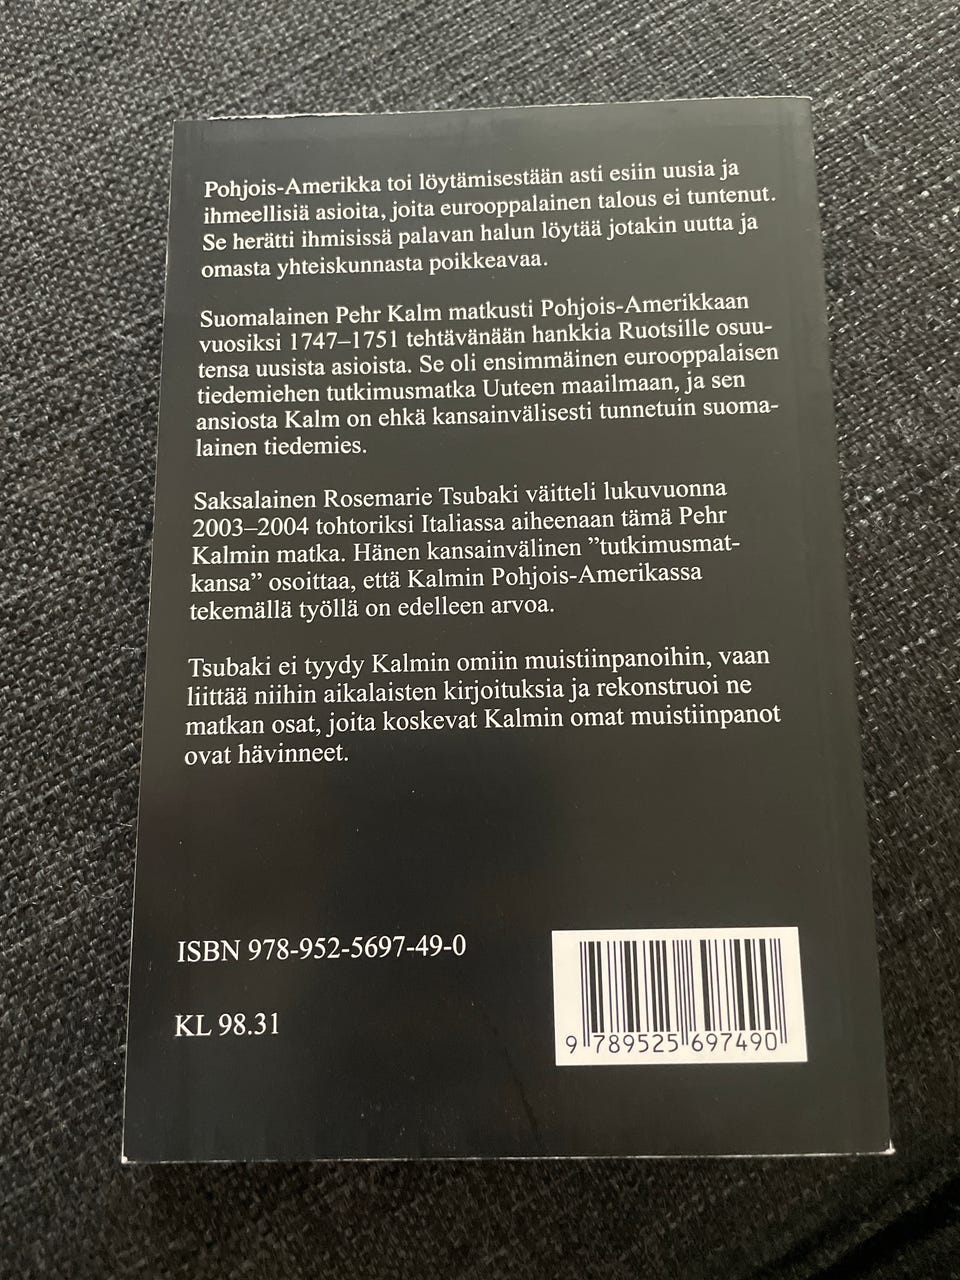 Pohjois-Amerikka toi löytämisestään asti esiin uusia ja
ihmeellisiä asioita, joita eurooppalainen talous ei tuntenut.
Se herätti ihmisissä palavan halun löytää jotakin uutta ja
omasta yhteiskunnasta poikkeavaa.
Suomalainen Pehr Kalm matkusti Pohjois-Amerikkaan
vuosiksi 1747–1751 tehtävänään hankkia Ruotsille osuu-
tensa uusista asioista. Se oli ensimmäinen eurooppalaisen
tiedemiehen tutkimusmatka Uuteen maailmaan, ja sen
ansiosta Kalm on ehkä kansainvälisesti tunnetuin suoma-
lainen tiedemies.
Saksalainen Rosemarie Tsubaki väitteli lukuvuonna
2003–2004 tohtoriksi Italiassa aiheenaan tämä Pehr
Kalmin matka. Hänen kansainvälinen ”tutkimusmat-
kansa” osoittaa, että Kalmin Pohjois-Amerikassa
tekemällä työllä on edelleen arvoa.
Tsubaki ei tyydy Kalmin omiin muistiinpanoihin, vaan
liittää niihin aikalaisten kirjoituksia ja rekonstruoi ne
matkan osat, joita koskevat Kalmin omat muistiinpanot
ovat hävinneet.
ISBN 978-952-5697-49-0
KL 98.31
9 789525 697490